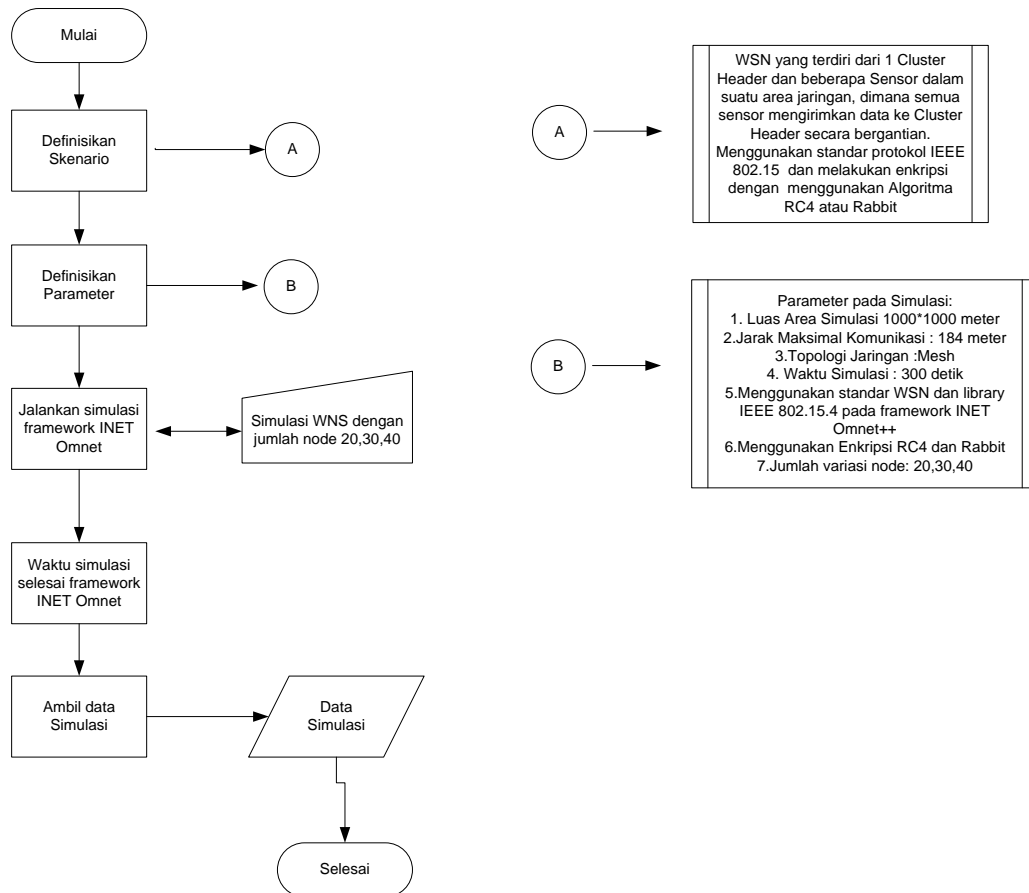 Mulai
Definisikan
Skenario
A
Definisikan
Parameter
B
Jalankan simulasi
framework INET
Omnet
Simulasi WNS dengan
jumlah node 20,30,40
Waktu simulasi
selesai framework
INET Omnet
Ambil data
Simulasi
Data
Simulasi
Selesai
A
WSN yang terdiri dari 1 Cluster
Header dan beberapa Sensor dalam
suatu area jaringan, dimana semua
sensor mengirimkan data ke Cluster
Header secara bergantian.
Menggunakan standar protokol IEEE
802.15  dan melakukan enkripsi
dengan  menggunakan Algoritma
RC4 atau Rabbit
B
Parameter pada Simulasi:
1. Luas Area Simulasi 1000*1000 meter
2.Jarak Maksimal Komunikasi : 184 meter
3.Topologi Jaringan :Mesh
4. Waktu Simulasi : 300 detik
5.Menggunakan standar WSN dan library
IEEE 802.15.4 pada framework INET
Omnet++
6.Menggunakan Enkripsi RC4 dan Rabbit
7.Jumlah variasi node: 20,30,40